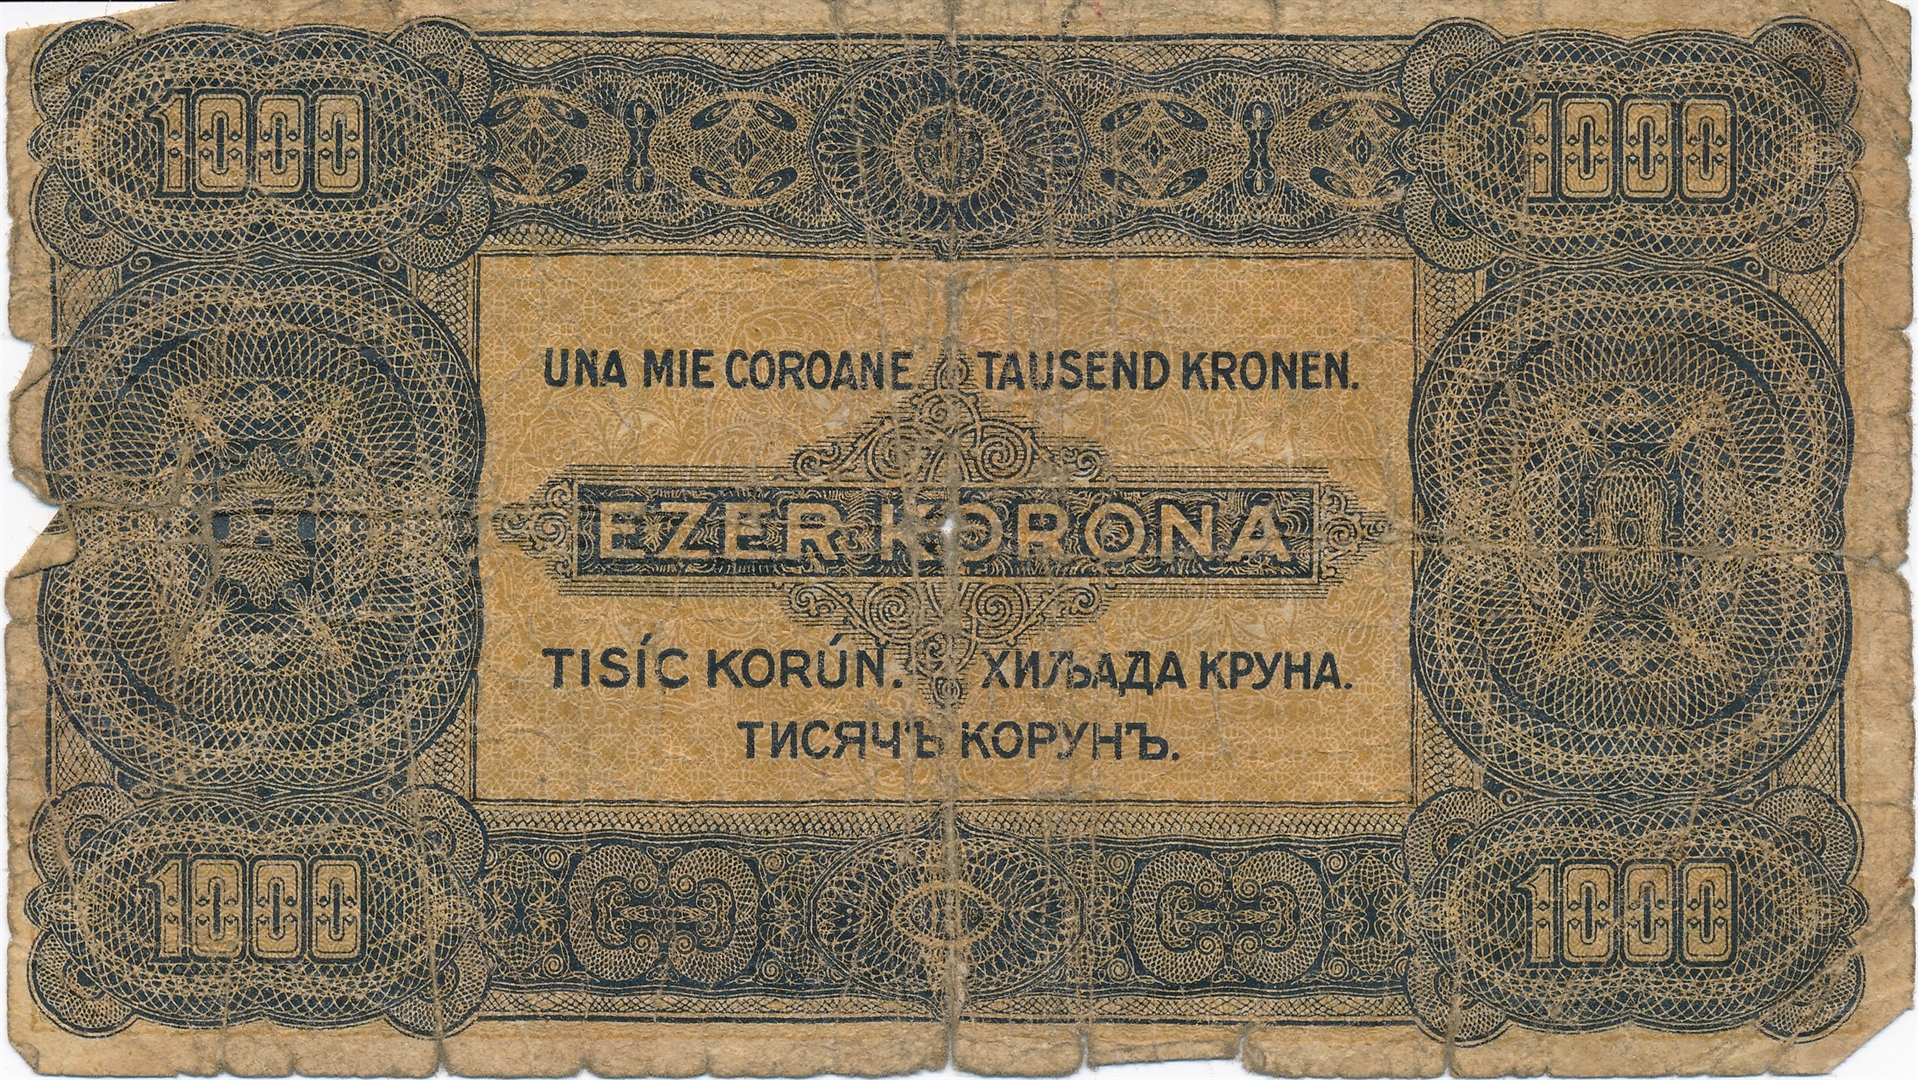 1000 1000
UNA MIE COROANE TAUSEND KRONEN.
EZER KORONA
TISÍC KORÚN. ХИЉАДА КРУНА.
ТИСЯЧЪ КОРУНЪ.
1000 1000